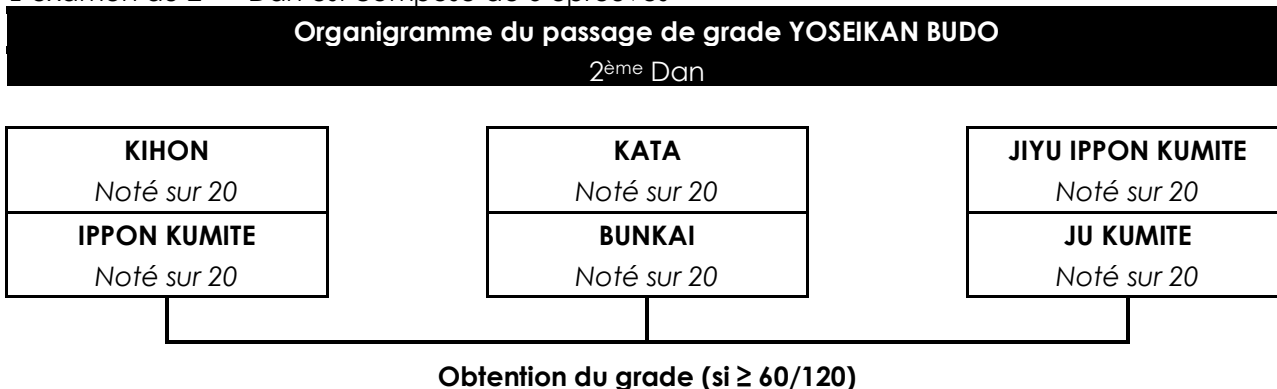 Organigramme du passage de grade YOSEIKAN BUDO
2ème Dan
KIHON
Noté sur 20
IPPON KUMITE
Noté sur 20
KATA
Noté sur 20
BUNKAI
Noté sur 20
JIYU IPPON KUMITE
Noté sur 20
JU KUMITE
Noté sur 20
Obtention du grade (si ≥ 60/120)